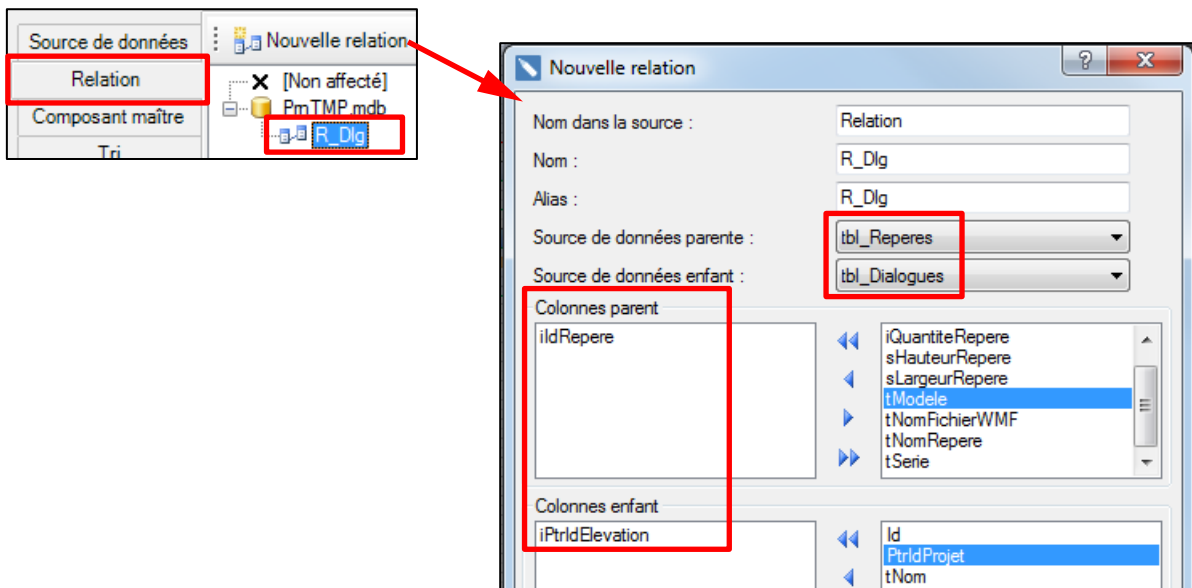 Source de données
Nouvelle relation
Relation
[Non affecté]
Composant maître
PmTMP.mdb
R_Dlg
Tri
Nouvelle relation
Nom dans la source :
Relation
Nom :
R_Dlg
Alias :
R_Dlg
Source de données parente :
tbl_Reperes
Source de données enfant :
tbl_Dialogues
Colonnes parent
iIdRepere
iQuantiteRepere
sHauteurRepere
sLargeurRepere
tModele
tNomFichierWMF
tNomRepere
tSerie
Colonnes enfant
iPtrIdElevation
Id
PtrIdProjet
tNom